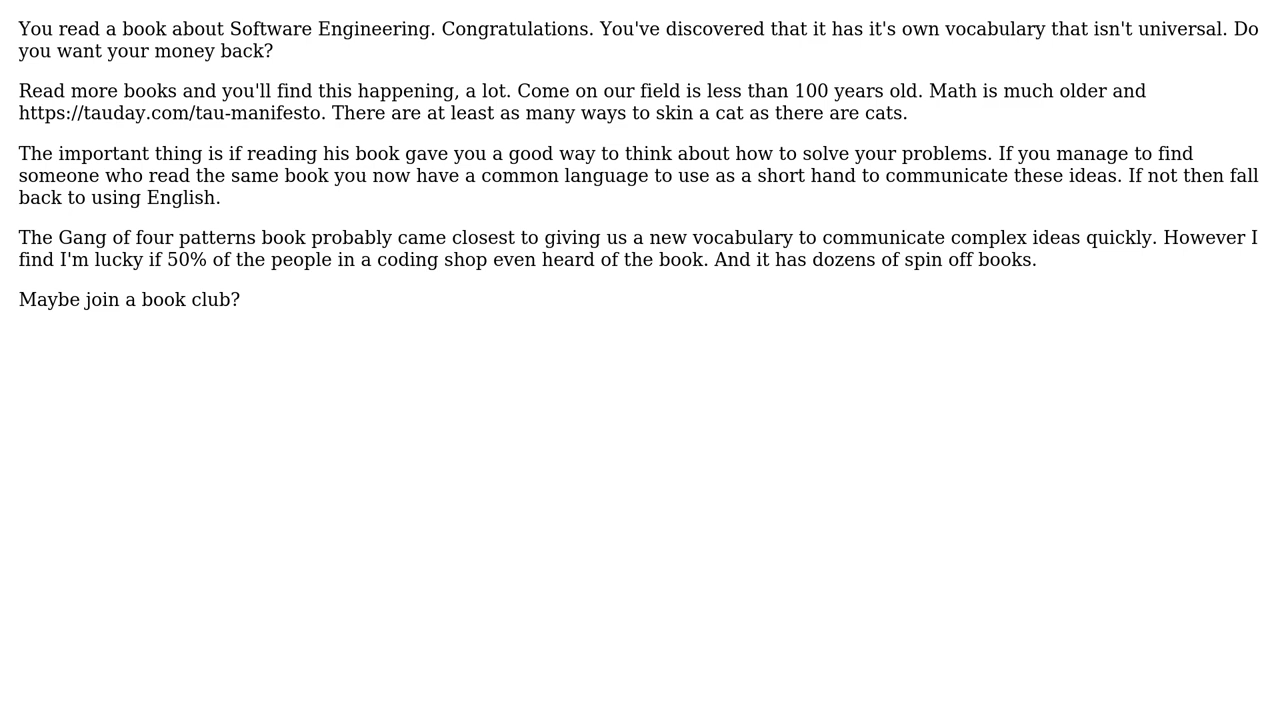 You read a book about Software Engineering. Congratulations. You've discovered that it has it's own vocabulary that isn't universal. Do
you want your money back?
Read more books and you'll find this happening, a lot. Come on our field is less than 100 years old. Math is much older and
https://tauday.com/tau-manifesto. There are at least as many ways to skin a cat as there are cats.
The important thing is if reading his book gave you a good way to think about how to solve your problems. If you manage to find
someone who read the same book you now have a common language to use as a short hand to communicate these ideas. If not then fall
back to using English.
The Gang of four patterns book probably came closest to giving us a new vocabulary to communicate complex ideas quickly. However I
find I'm lucky if 50% of the people in a coding shop even heard of the book. And it has dozens of spin off books.
Maybe join a book club?